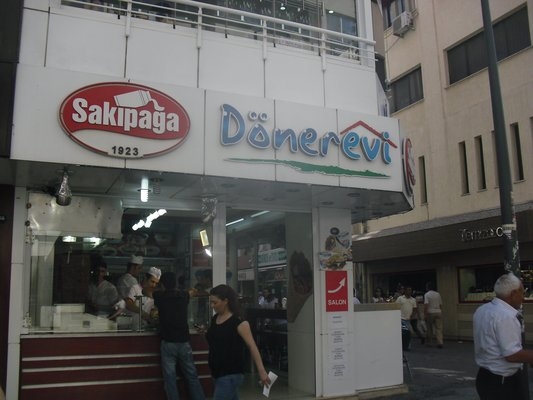 Sakıpağa
1923
Dönerevi
SALON